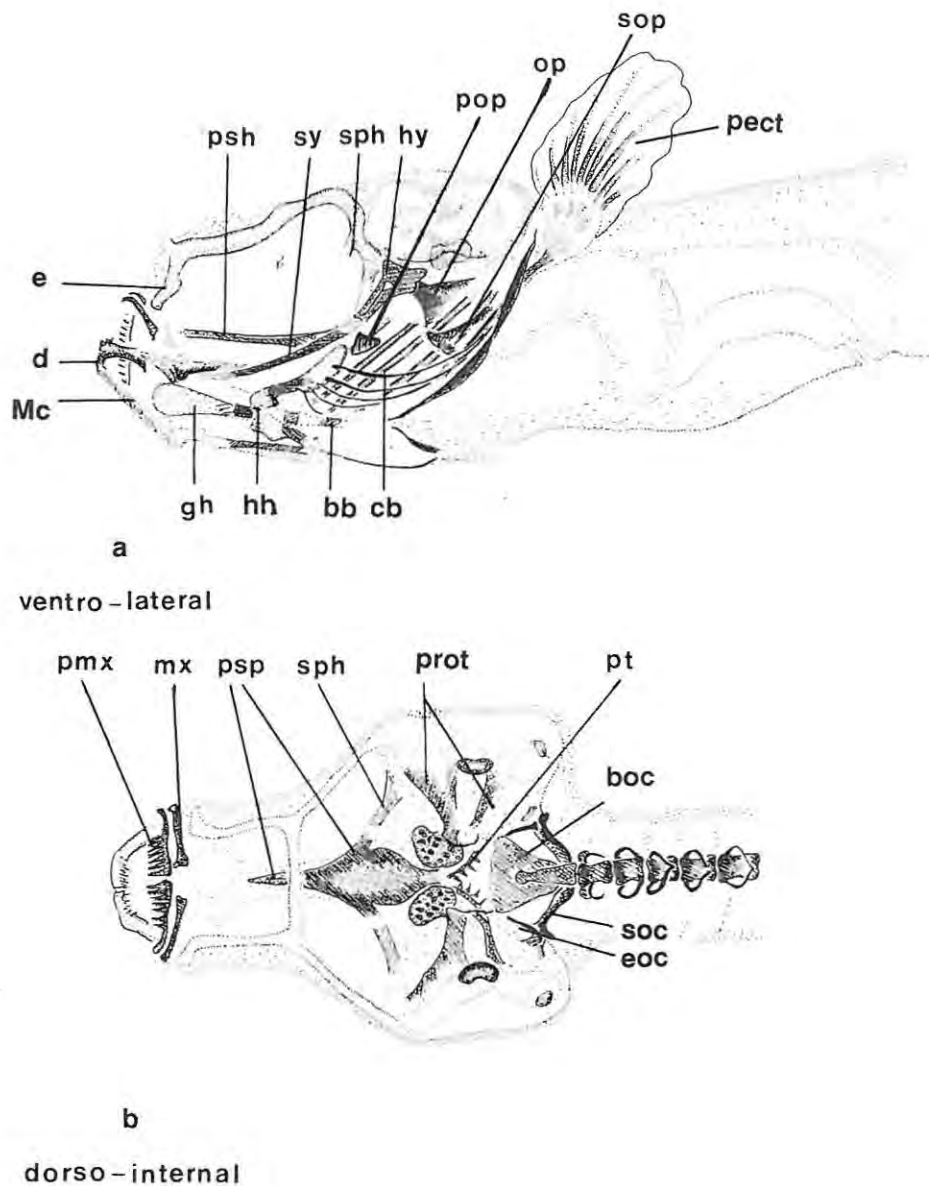 sop
op
pop
pect
psh sy sph hy
e
d
Mc
gh hh bb cb
a
ventro-lateral
pmx mx psp sph prot pt
boc
soc
eoc
b
dorso-internal